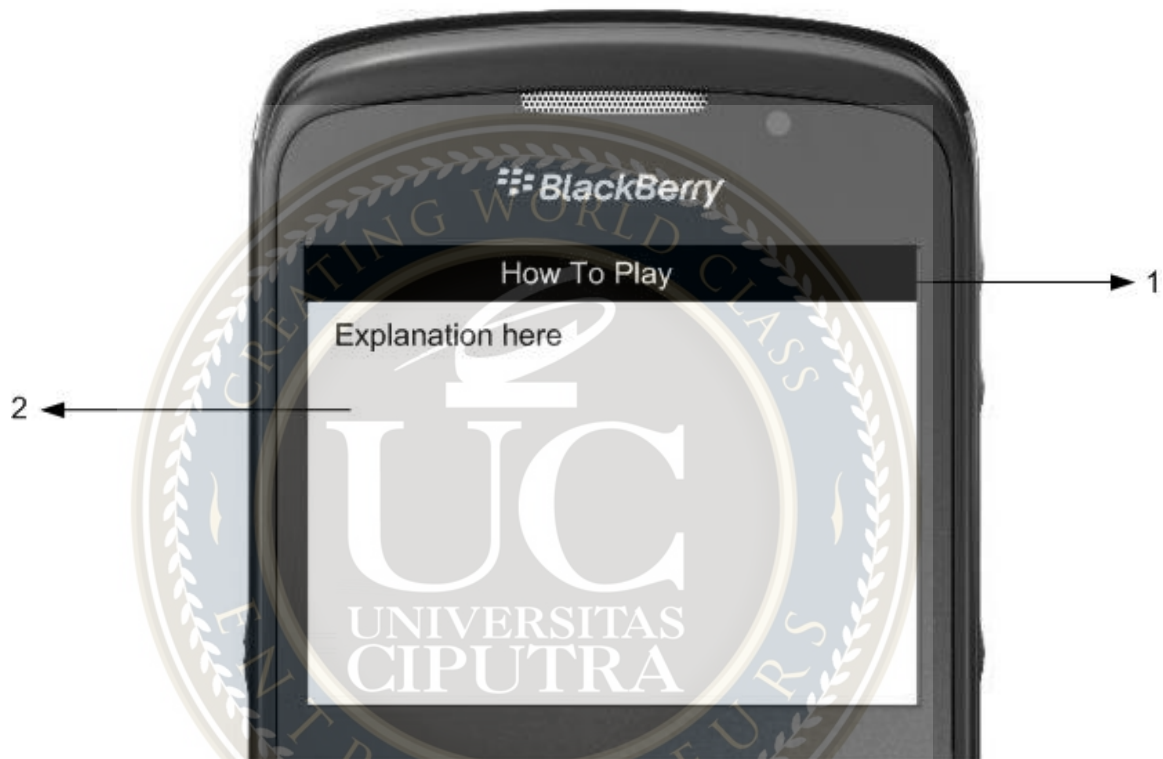 BlackBerry
CREATING WORLD CLASS
How To Play
1
Explanation here
2
UC
UNIVERSITAS
CIPUTRA